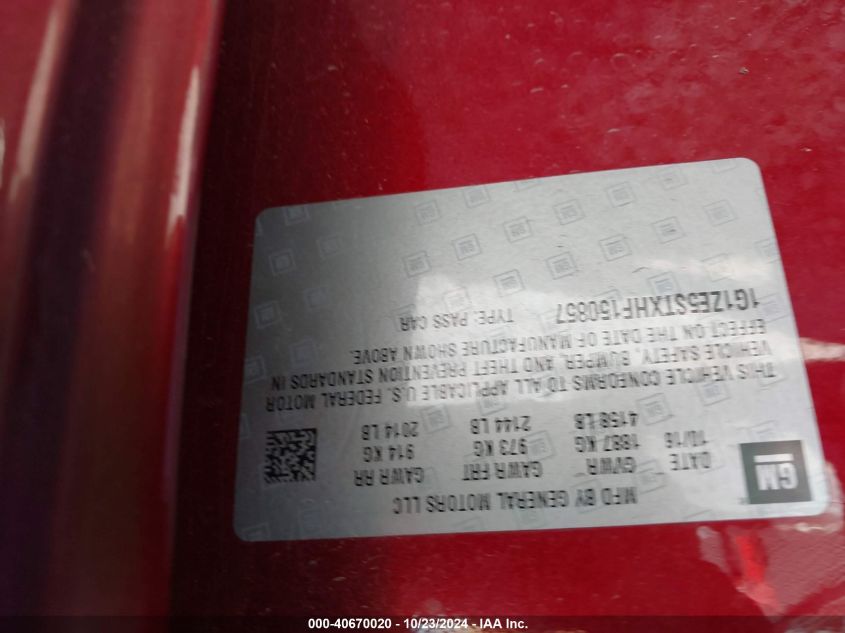 GM
MFD BY GENERAL MOTORS LLC
DATE GVWR GAWR FRT GAWR RR
10/16 1887 KG 973 KG 914 KG
4158 LB 2144 LB 2014 LB
THIS VEHICLE CONFORMS TO ALL APPLICABLE U.S. FEDERAL MOTOR
VEHICLE SAFETY, BUMPER, AND THEFT PREVENTION STANDARDS IN
EFFECT ON THE DATE OF MANUFACTURE SHOWN ABOVE.
1G1ZE5STXHF150857 TYPE: PASS CAR
000-40670020 - 10/23/2024 - IAA Inc.